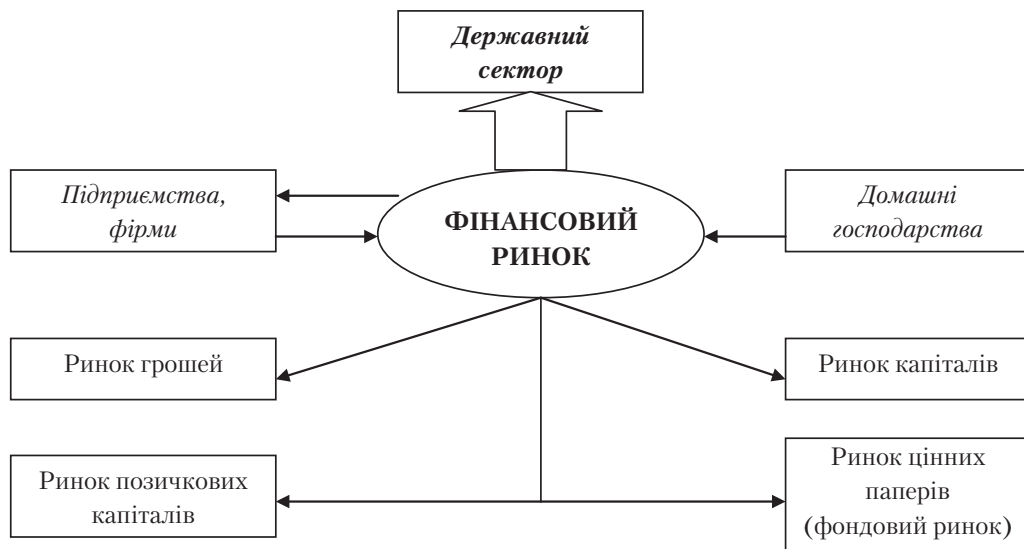 Державний
сектор
Підприємства,
фірми
ФІНАНСОВИЙ
РИНОК
Домашні
господарства
Ринок грошей
Ринок капіталів
Ринок позичкових
капіталів
Ринок цінних
паперів
(фондовий ринок)